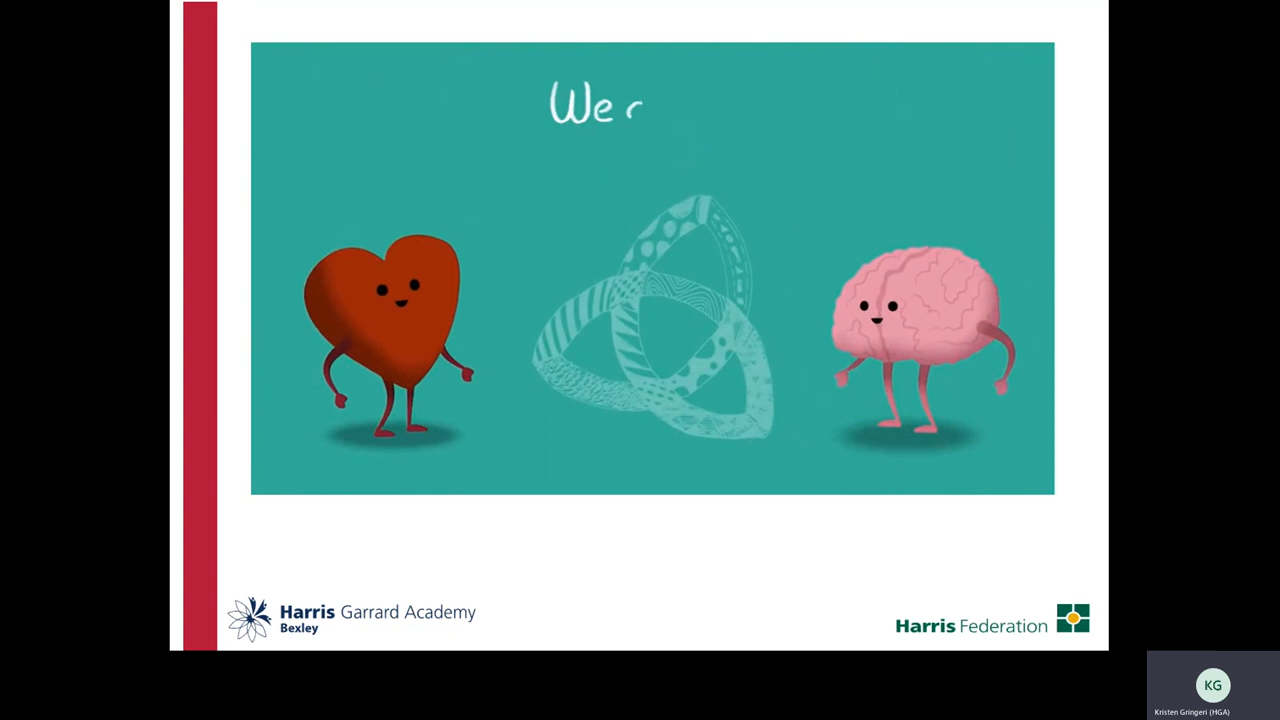 We
Harris Garrard Academy
Bexley
Harris Federation
KG
Kristen Gringeri (HGA)